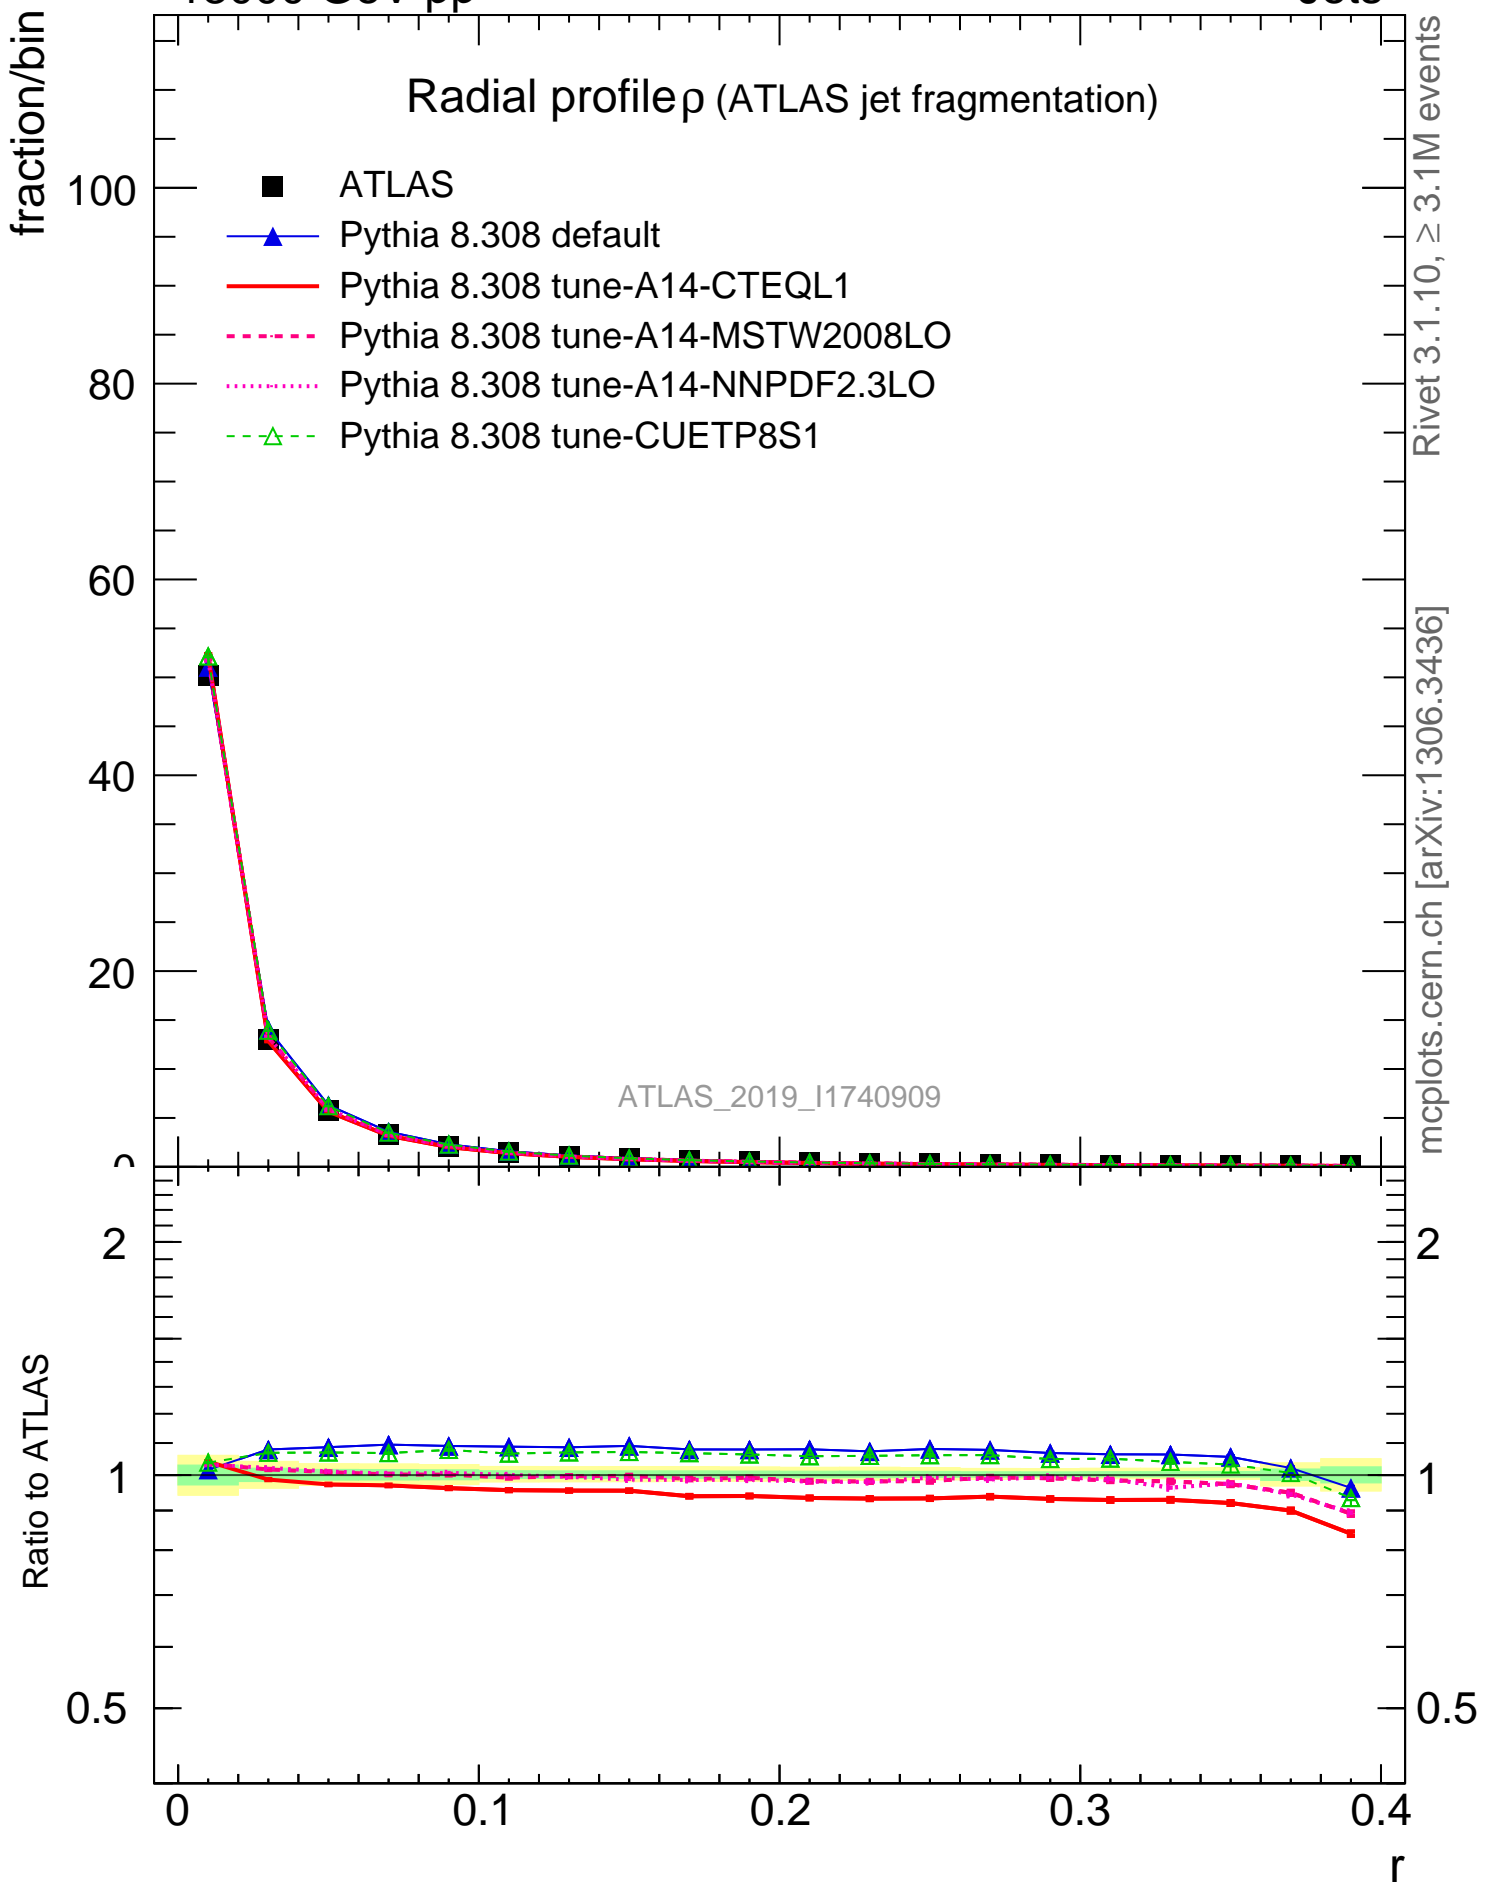 fraction/bin
Radial profile ρ (ATLAS jet fragmentation)
ATLAS
Pythia 8.308 default
Pythia 8.308 tune-A14-CTEQL1
Pythia 8.308 tune-A14-MSTW2008LO
Pythia 8.308 tune-A14-NNPDF2.3LO
Pythia 8.308 tune-CUETP8S1
100
80
60
40
20
0
ATLAS_2019_I1740909
Rivet 3.1.10, ≥ 3.1M events
mcplots.cern.ch [arXiv:1306.3436]
Ratio to ATLAS
2
1
0.5
2
1
0.5
0
0.1
0.2
0.3
0.4
r